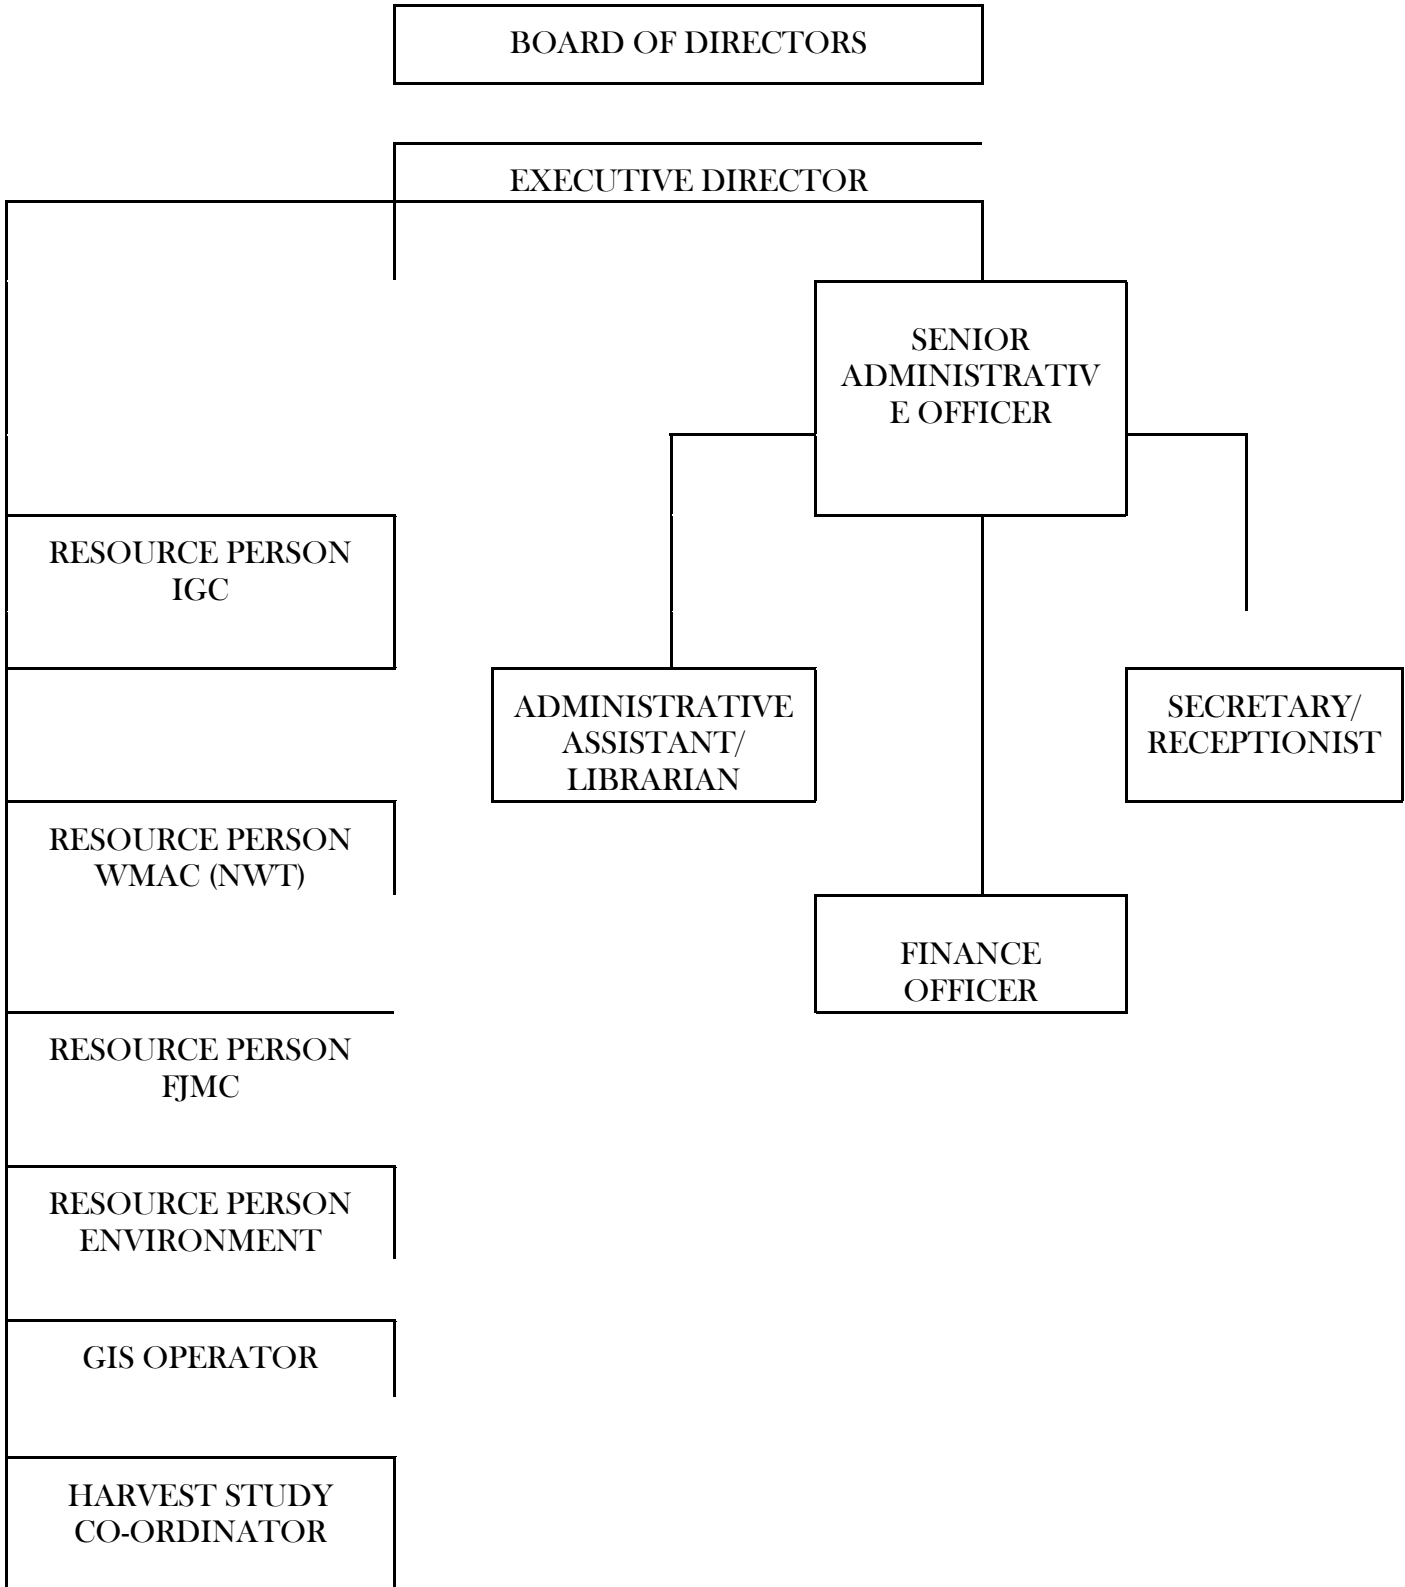 BOARD OF DIRECTORS
EXECUTIVE DIRECTOR
SENIOR
ADMINISTRATIV
E OFFICER
RESOURCE PERSON
IGC
ADMINISTRATIVE
ASSISTANT/
LIBRARIAN
SECRETARY/
RECEPTIONIST
RESOURCE PERSON
WMAC (NWT)
FINANCE
OFFICER
RESOURCE PERSON
FJMC
RESOURCE PERSON
ENVIRONMENT
GIS OPERATOR
HARVEST STUDY
CO-ORDINATOR